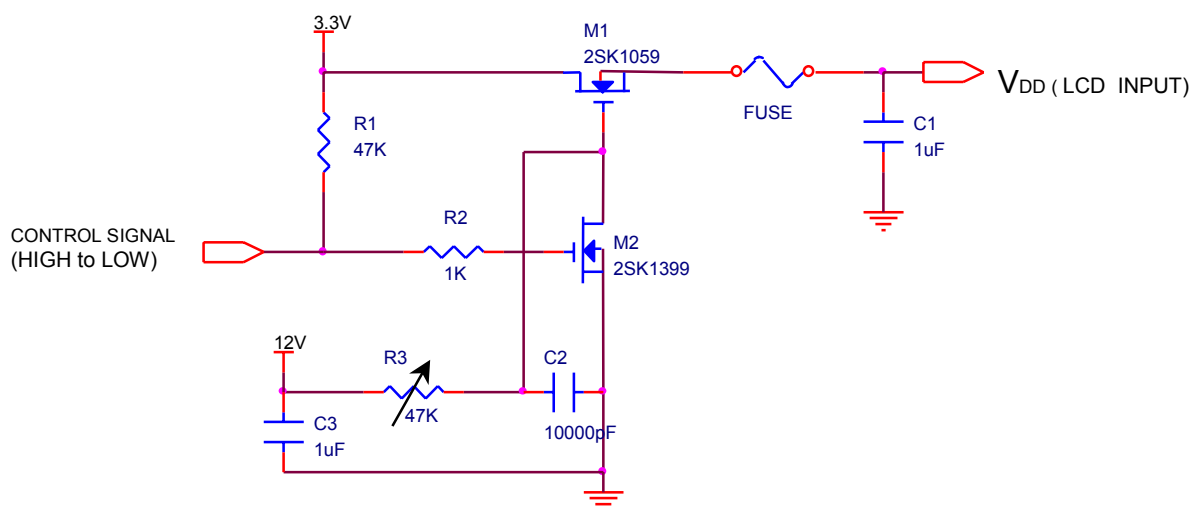 3.3V
M1
2SK1059
VDD ( LCD INPUT)
FUSE
R1
47K
C1
1uF
R2
CONTROL SIGNAL
(HIGH to LOW)
M2
2SK1399
1K
12V
R3
C2
47K
10000pF
C3
1uF